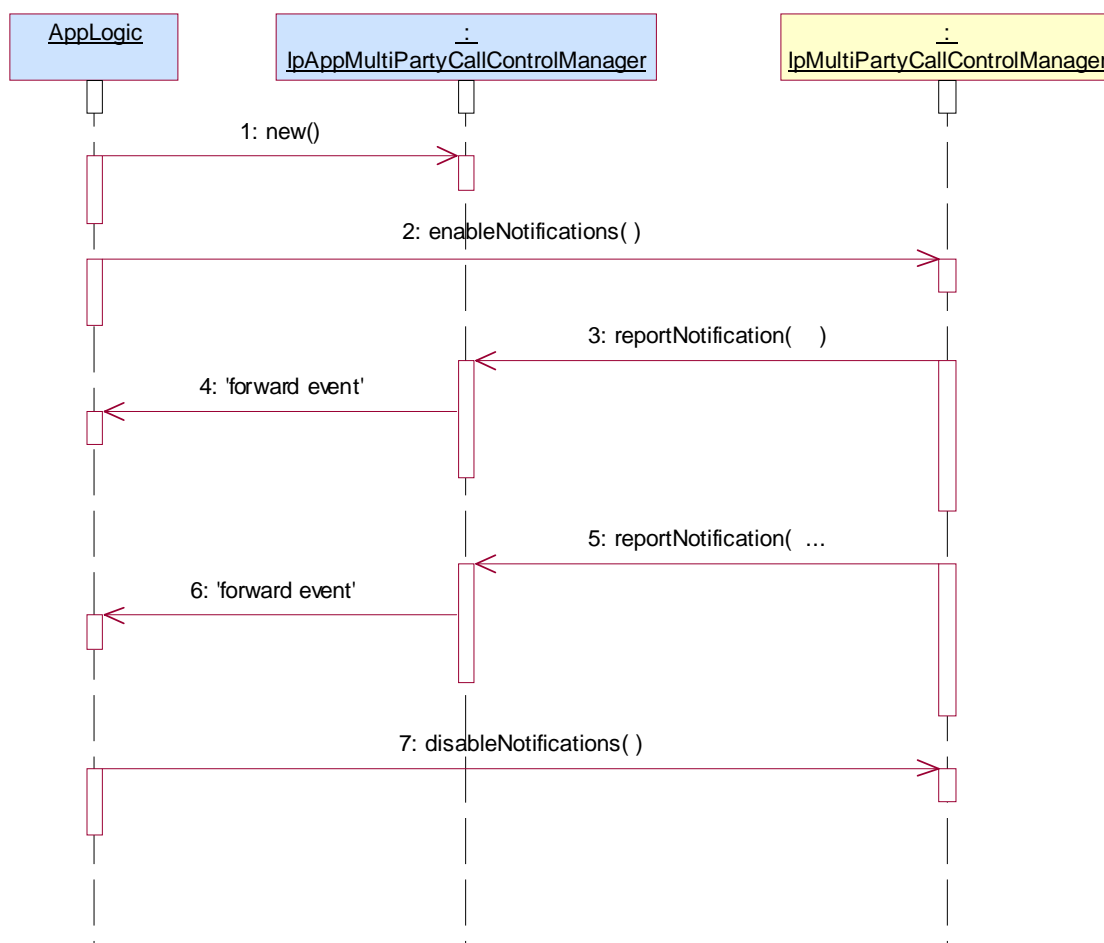 AppLogic
:
IpAppMultiPartyCallControlManager
:
IpMultiPartyCallControlManager
1: new()
2: enableNotifications( )
3: reportNotification(    )
4: 'forward event'
5: reportNotification(  ...
6: 'forward event'
7: disableNotifications( )